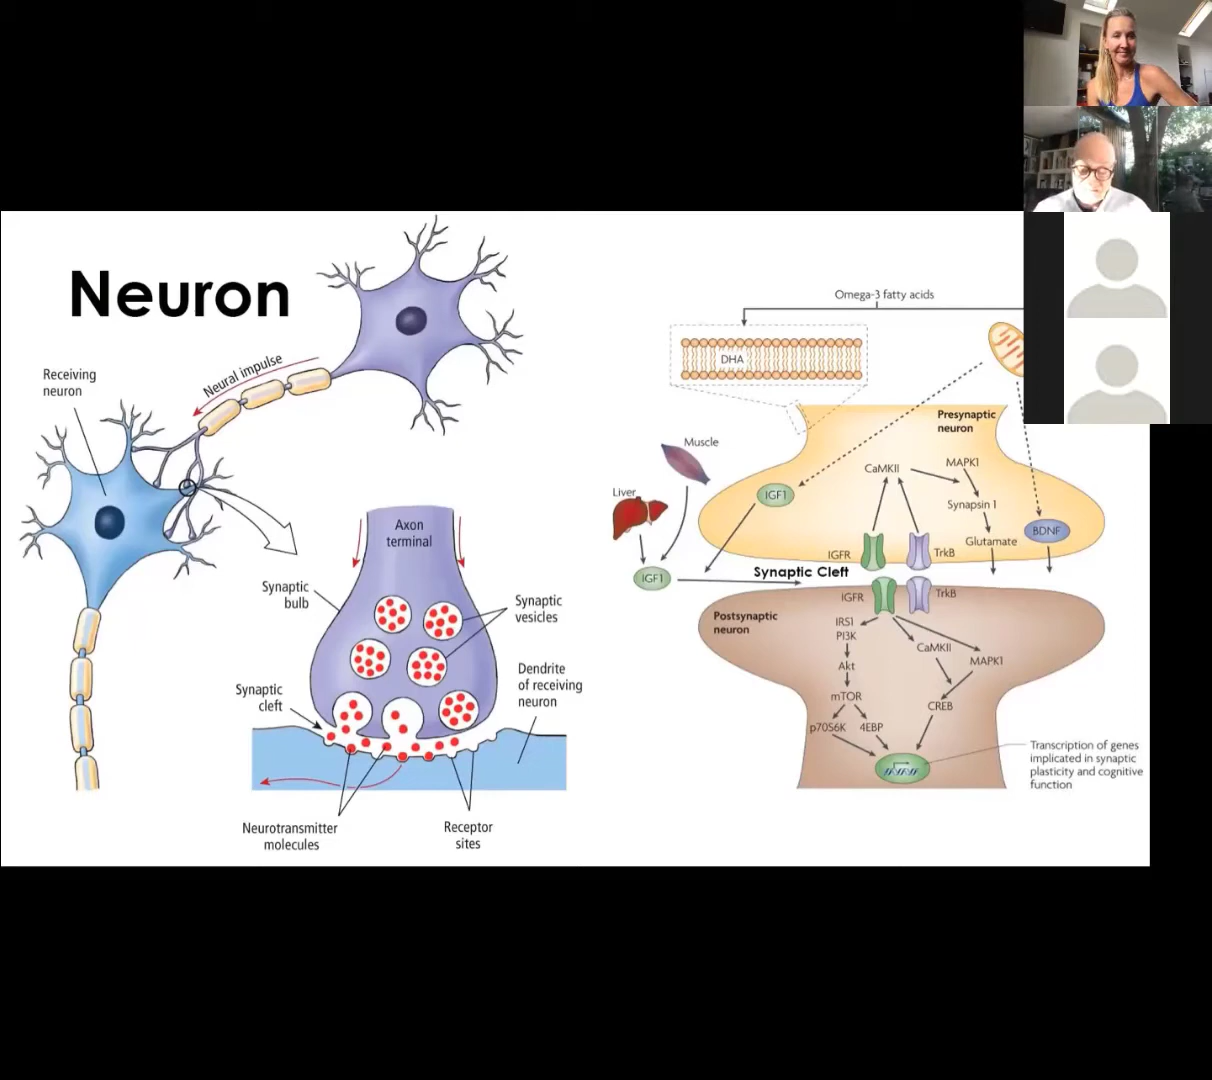 Neuron
Neural impulse
Receiving
neuron
Axon
terminal
Synaptic
bulb
Synaptic
vesicles
Synaptic
cleft
Dendrite
of receiving
neuron
Neurotransmitter
molecules
Receptor
sites
Omega-3 fatty acids
DHA
Presynaptic
neuron
Muscle
Liver
IGF1
IGF1
CaMKII
MAPK1
Synapsin 1
Glutamate
BDNF
IGFR
TrkB
Synaptic Cleft
IGFR
TrkB
Postsynaptic
neuron
IRS1
PI3K
Akt
mTOR
p70S6K
4EBP
CaMKII
MAPK1
CREB
Transcription of genes
implicated in synaptic
plasticity and cognitive
function